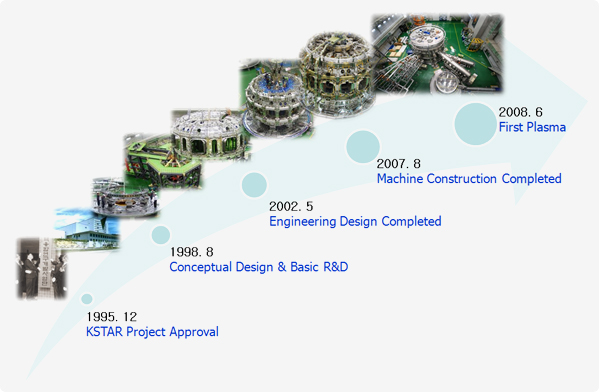 2008. 6
First Plasma
2007. 8
Machine Construction Completed
2002. 5
Engineering Design Completed
1998. 8
Conceptual Design & Basic R&D
1995. 12
KSTAR Project Approval